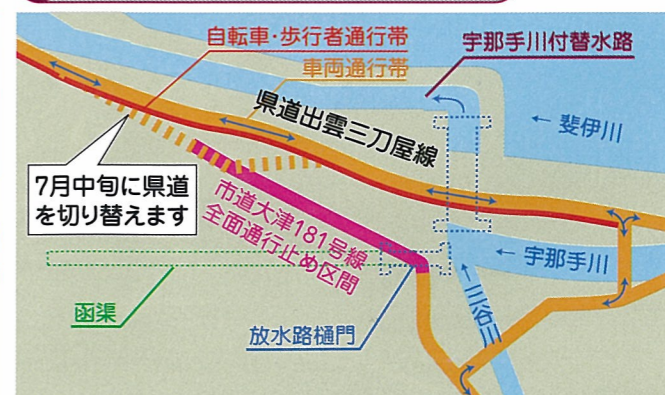 自転車・歩行者通行帯
車両通行帯
宇那手川付替水路
県道出雲三刀屋線
← 斐伊川
7月中旬に県道
を切り替えます
市道大津181号線
全面通行止め区間
← 宇那手川
←三谷川
函渠
放水路樋門